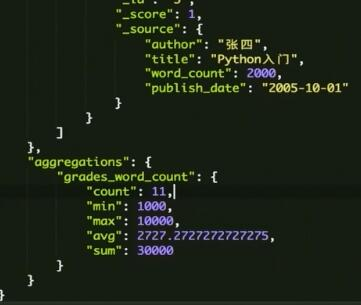 "_score": 1,
"_source": {
"author": "张四",
"title": "Python入门",
"word_count": 2000,
"publish_date": "2005-10-01"
}
}
]
},
"aggregations": {
"grades_word_count": {
"count": 11,
"min": 1000,
"max": 10000,
"avg": 2727.2727272727275,
"sum": 30000
}
}
}